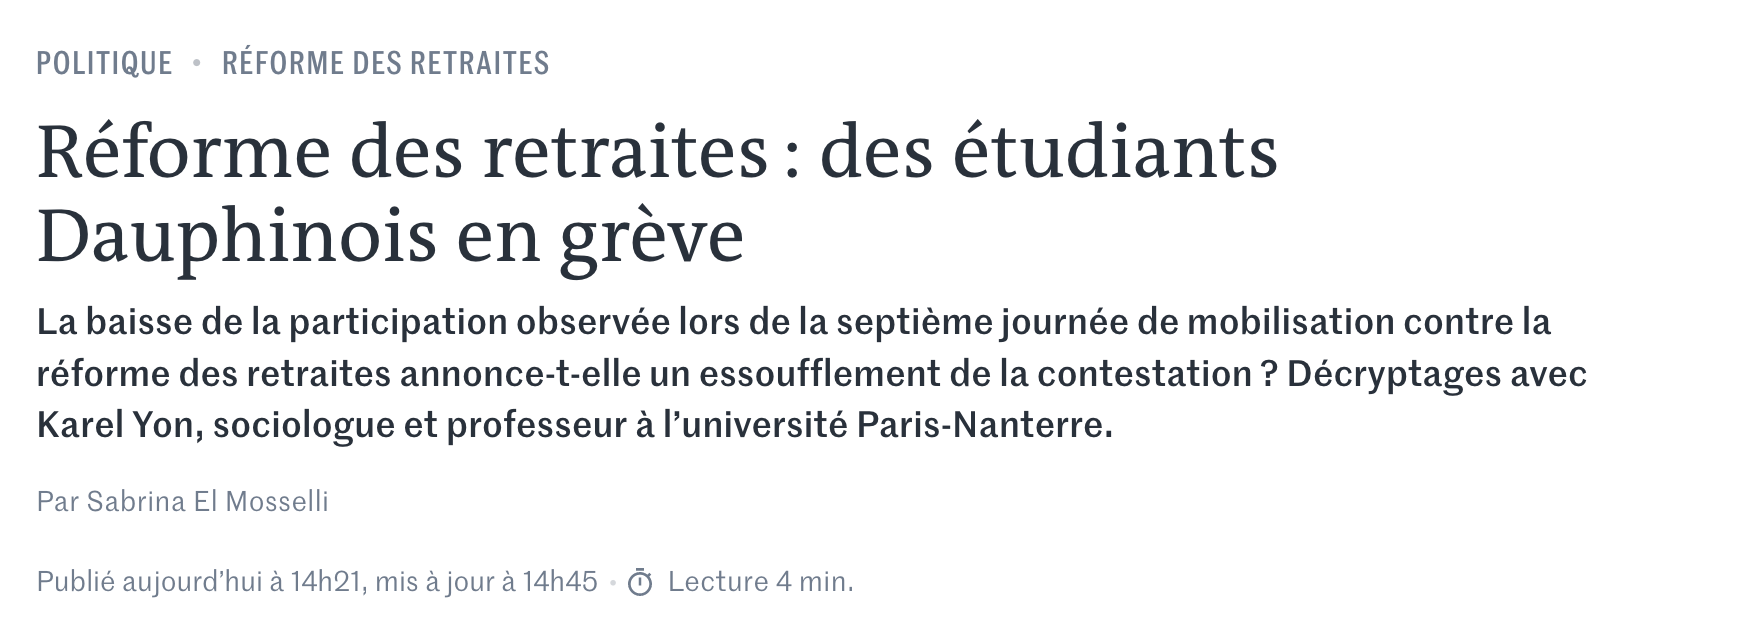 POLITIQUE • RÉFORME DES RETRAITES
Réforme des retraites : des étudiants
Dauphinois en grève
La baisse de la participation observée lors de la septième journée de mobilisation contre la
réforme des retraites annonce-t-elle un essoufflement de la contestation ? Décryptages avec
Karel Yon, sociologue et professeur à l’université Paris-Nanterre.
Par Sabrina El Mosselli
Publié aujourd’hui à 14h21, mis à jour à 14h45 • Lecture 4 min.